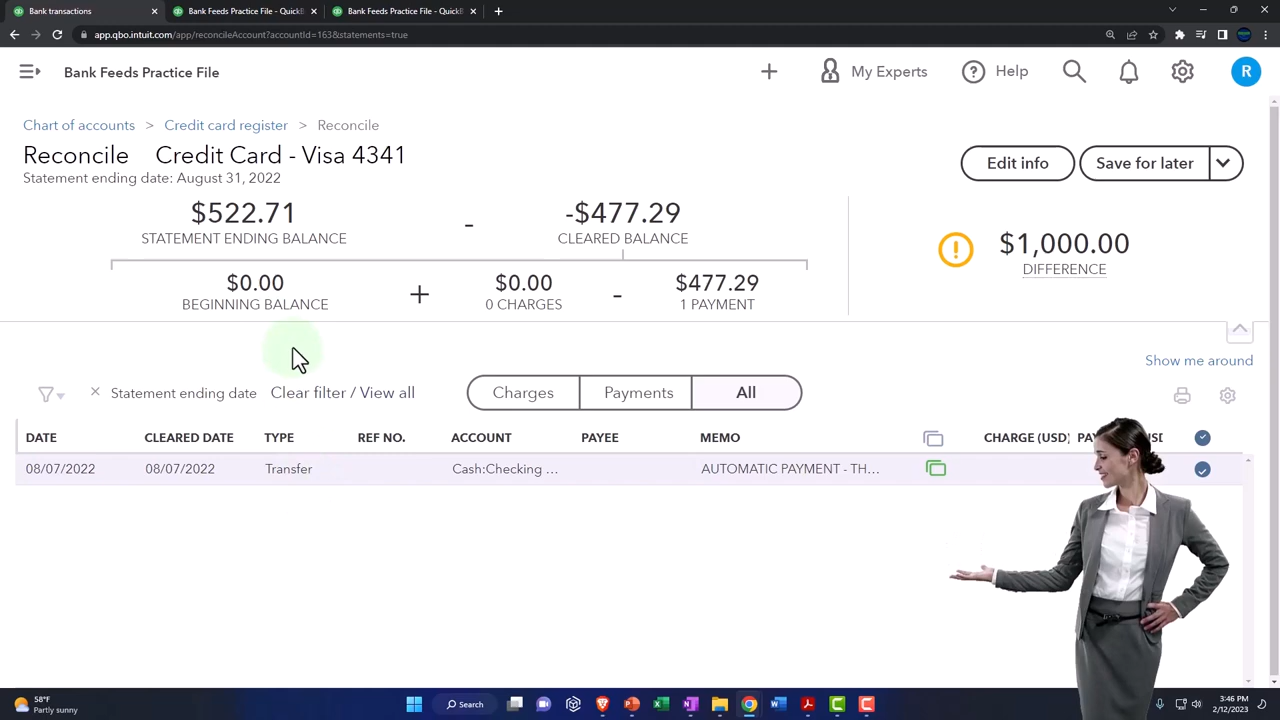 Bank transactions
Bank Feeds Practice File - QuickB
Bank Feeds Practice File - QuickB
app.qbo.intuit.com/app/reconcileAccount?accountId=163&statements=true
Bank Feeds Practice File
My Experts
Help
R
Chart of accounts > Credit card register > Reconcile
Reconcile Credit Card - Visa 4341
Statement ending date: August 31, 2022
Edit info
Save for later
$522.71 - -$477.29
STATEMENT ENDING BALANCE CLEARED BALANCE
$1,000.00
DIFFERENCE
$0.00 + $0.00 - $477.29
BEGINNING BALANCE 0 CHARGES 1 PAYMENT
Show me around
Statement ending date Clear filter / View all Charges Payments All
DATE CLEARED DATE TYPE REF NO. ACCOUNT PAYEE MEMO CHARGE (USD)
08/07/2022 08/07/2022 Transfer Cash:Checking ... AUTOMATIC PAYMENT - TH...
58°F
Partly sunny
Search
3:46 PM
2/12/2023